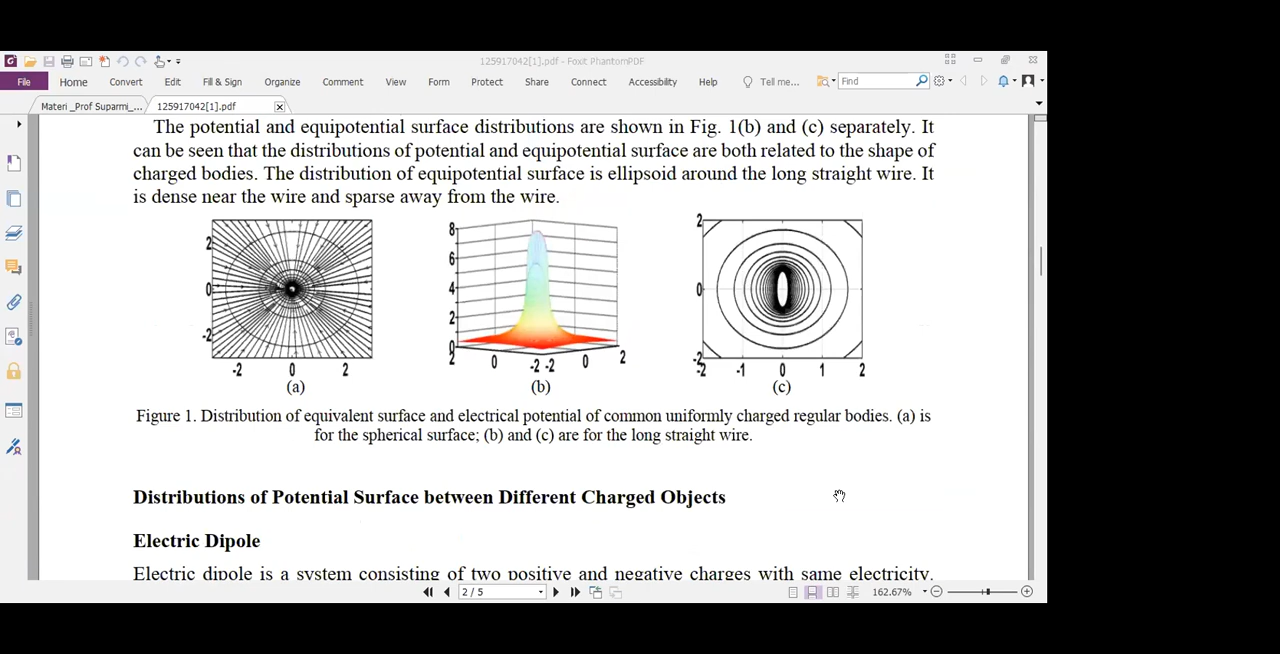 125917042[1].pdf - Foxit PhantomPDF
File Home Convert Edit Fill & Sign Organize Comment View Form Protect Share Connect Accessibility Help Tell me... Find
Materi _Prof Suparmi_... 125917042[1].pdf
The potential and equipotential surface distributions are shown in Fig. 1(b) and (c) separately. It
can be seen that the distributions of potential and equipotential surface are both related to the shape of
charged bodies. The distribution of equipotential surface is ellipsoid around the long straight wire. It
is dense near the wire and sparse away from the wire.
2 0 -2
-2 0 2
(a)
8 6 4 2 0
2 0 -2 -2 0 2
(b)
2 0 -2
-2 -1 0 1 2
(c)
Figure 1. Distribution of equivalent surface and electrical potential of common uniformly charged regular bodies. (a) is
for the spherical surface; (b) and (c) are for the long straight wire.
Distributions of Potential Surface between Different Charged Objects
Electric Dipole
Electric dipole is a system consisting of two positive and negative charges with same electricity.
2 / 5
162.67%